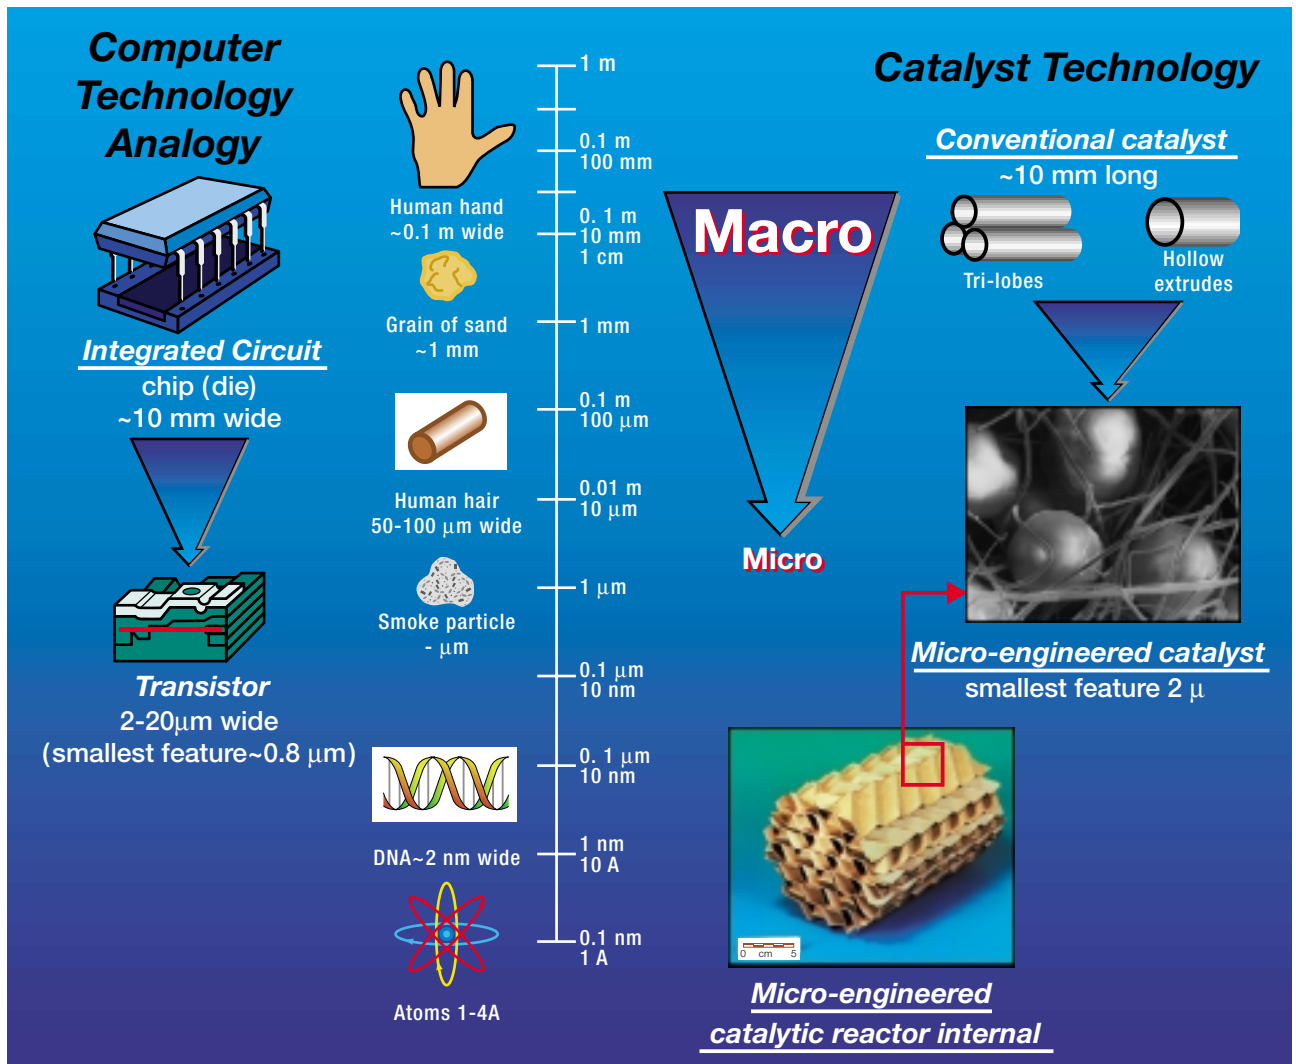 Computer
Technology
Analogy
Integrated Circuit
chip (die)
~10 mm wide
Transistor
2-20μm wide
(smallest feature~0.8 μm)
Human hand
~0.1 m wide
Grain of sand
~1 mm
Human hair
50-100 μm wide
Smoke particle
- μm
DNA~2 nm wide
Atoms 1-4A
1 m
0.1 m
100 mm
0. 1 m
10 mm
1 cm
1 mm
0.1 m
100 μm
0.01 m
10 μm
1 μm
0.1 μm
10 nm
0. 1 μm
10 nm
1 nm
10 A
0.1 nm
1 A
Macro
Micro
Catalyst Technology
Conventional catalyst
~10 mm long
Tri-lobes
Hollow
extrudes
Micro-engineered catalyst
smallest feature 2 μ
0 cm 5
Micro-engineered
catalytic reactor internal